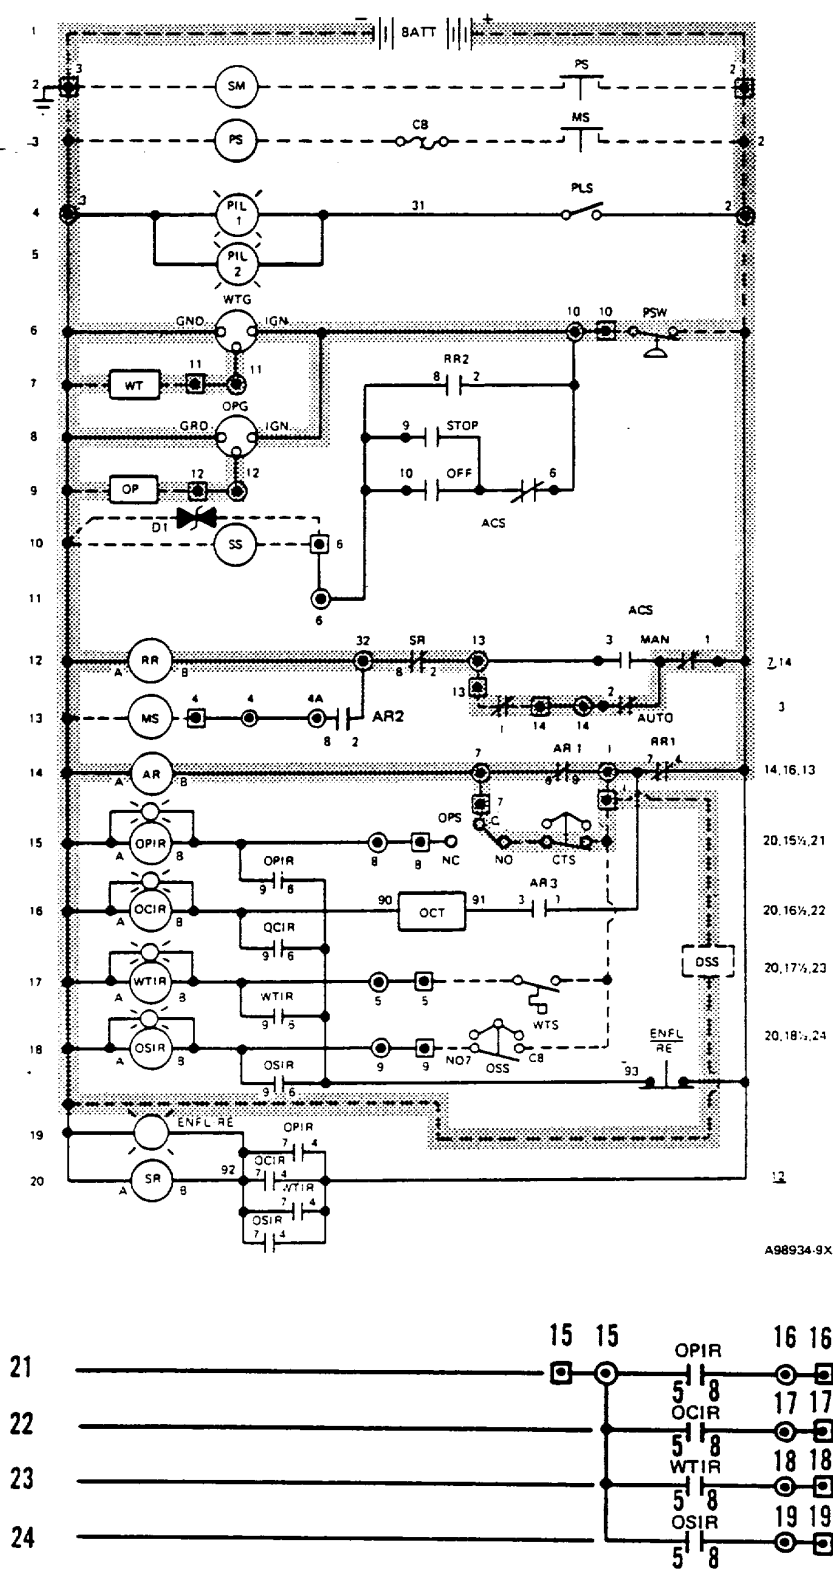 1 − BATT +
2 3 SM PS 2
3 PS CB MS 2
4 3 PIL 1 31 PLS 2
5 PIL 2
WTG
6 GND IGN 10 10 PSW
7 WT 11 11 8 RR2 2
OPG
8 GRD IGN 9 STOP
9 OP 12 12 10 OFF 6
ACS
D1
10 SS 6
11 6
ACS
12 A RR B 32 SR 8 2 13 3 MAN 1 7,14
13
13 MS 4 4 4A 8 2 AR2 1 14 14 2 AUTO 3
14 A AR B 7 AR1 8 9 1 RR1 7 4 14,16,13
7 1
15 A OPIR B 8 8 OPS C NC NO CTS 20,15½,21
OPIR
9 6
16 A OCIR B 90 OCT 91 AR3 3 1 20,16½,22
OCIR
9 6
17 A WTIR B 5 5 WTS DSS 20,17½,23
WTIR
9 6
18 A OSIR B 9 9 NO7 OSS C8 20,18½,24
OSIR
9 6
93 ENFL
RE
19 ENFL RE OPIR
7 4
20 A SR B 92 OCIR
7 4 12
WTIR
7 4
OSIR
7 4
A98934-9X
21 15 15 OPIR 5 8 16 16
22 OCIR 5 8 17 17
23 WTIR 5 8 18 18
24 OSIR 5 8 19 19